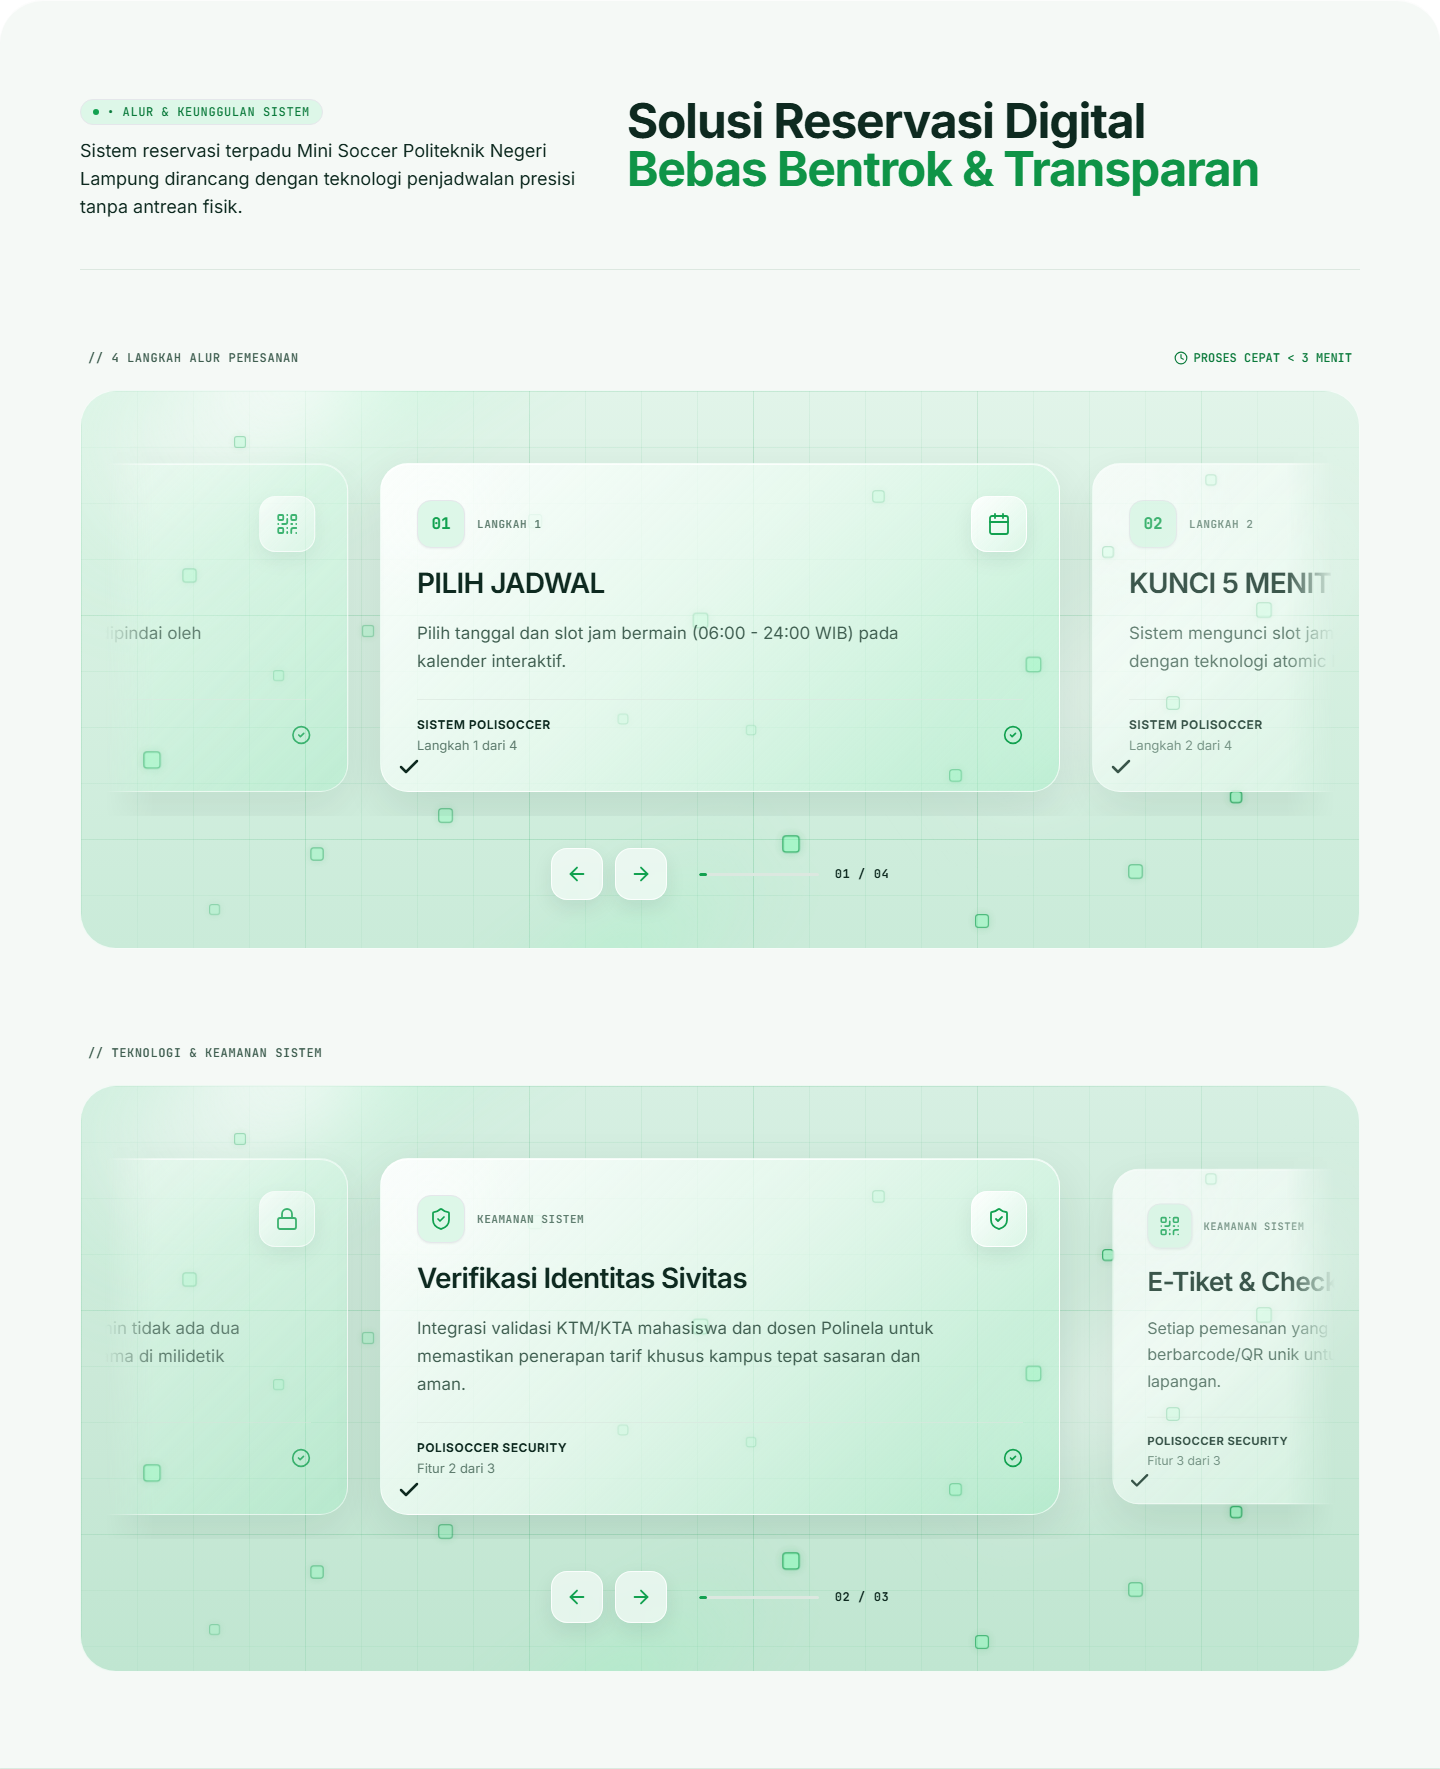 • ALUR & KEUNGGULAN SISTEM
Sistem reservasi terpadu Mini Soccer Politeknik Negeri
Lampung dirancang dengan teknologi penjadwalan presisi
tanpa antrean fisik.
Solusi Reservasi Digital
Bebas Bentrok & Transparan
// 4 LANGKAH ALUR PEMESANAN
PROSES CEPAT < 3 MENIT
oleh
01 LANGKAH 1
PILIH JADWAL
Pilih tanggal dan slot jam bermain (06:00 - 24:00 WIB) pada
kalender interaktif.
SISTEM POLISOCCER
Langkah 1 dari 4
02 LANGKAH 2
KUNCI 5 MENIT
Sistem mengunci slot jam
dengan teknologi atomic
SISTEM POLISOCCER
Langkah 2 dari 4
01 / 04
// TEKNOLOGI & KEAMANAN SISTEM
tidak ada dua
di milidetik
KEAMANAN SISTEM
Verifikasi Identitas Sivitas
Integrasi validasi KTM/KTA mahasiswa dan dosen Polinela untuk
memastikan penerapan tarif khusus kampus tepat sasaran dan
aman.
POLISOCCER SECURITY
Fitur 2 dari 3
KEAMANAN SISTEM
E-Tiket & Check
Setiap pemesanan yang
berbarcode/QR unik
lapangan.
POLISOCCER SECURITY
Fitur 3 dari 3
02 / 03